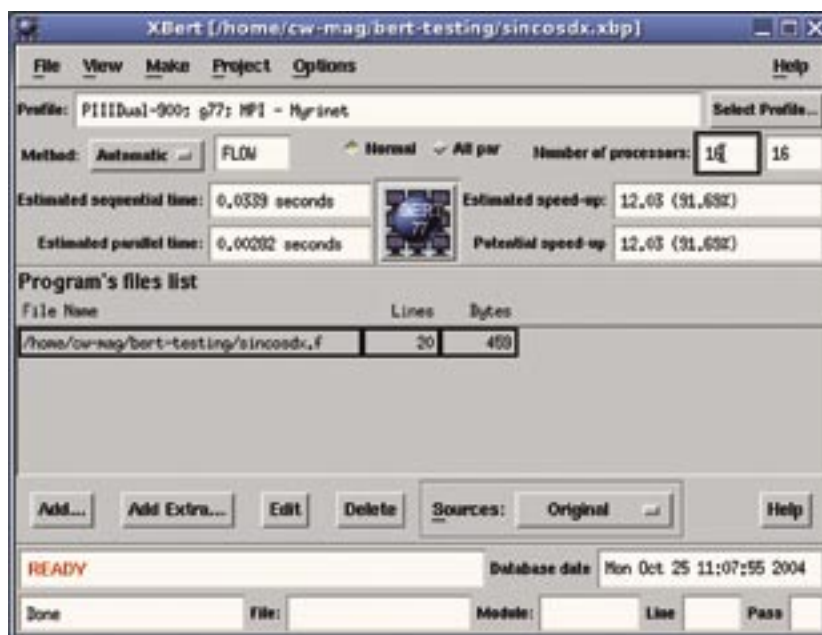 XBert [/home/cw-mag/bert-testing/sincosdx.xbp]
File View Make Project Options Help
Profile: PIIIDual-900; g77; MPI - Myrinet Select Profile...
Method: Automatic FLOW Normal All par Number of processors: 16 16
Estimated sequential time: 0.0339 seconds Estimated speed-up: 12.03 (91.69%)
BERT 77
Estimated parallel time: 0.00282 seconds Potential speed-up 12.03 (91.69%)
Program's files list
File Name Lines Bytes
/home/cw-mag/bert-testing/sincosdx.f 20 459
Add... Add Extra... Edit Delete Sources: Original Help
READY Database date Mon Oct 25 11:07:55 2004
Done File: Module: Line Pass